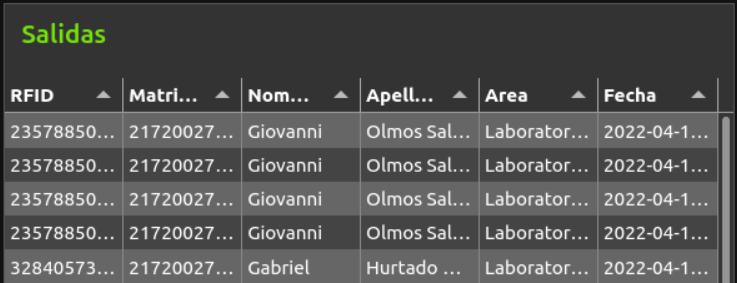 Salidas
RFID Matri... Nom... Apell... Area Fecha
23578850... 21720027... Giovanni Olmos Sal... Laborator... 2022-04-1...
23578850... 21720027... Giovanni Olmos Sal... Laborator... 2022-04-1...
23578850... 21720027... Giovanni Olmos Sal... Laborator... 2022-04-1...
23578850... 21720027... Giovanni Olmos Sal... Laborator... 2022-04-1...
32840573... 21720027... Gabriel Hurtado ... Laborator... 2022-04-1...